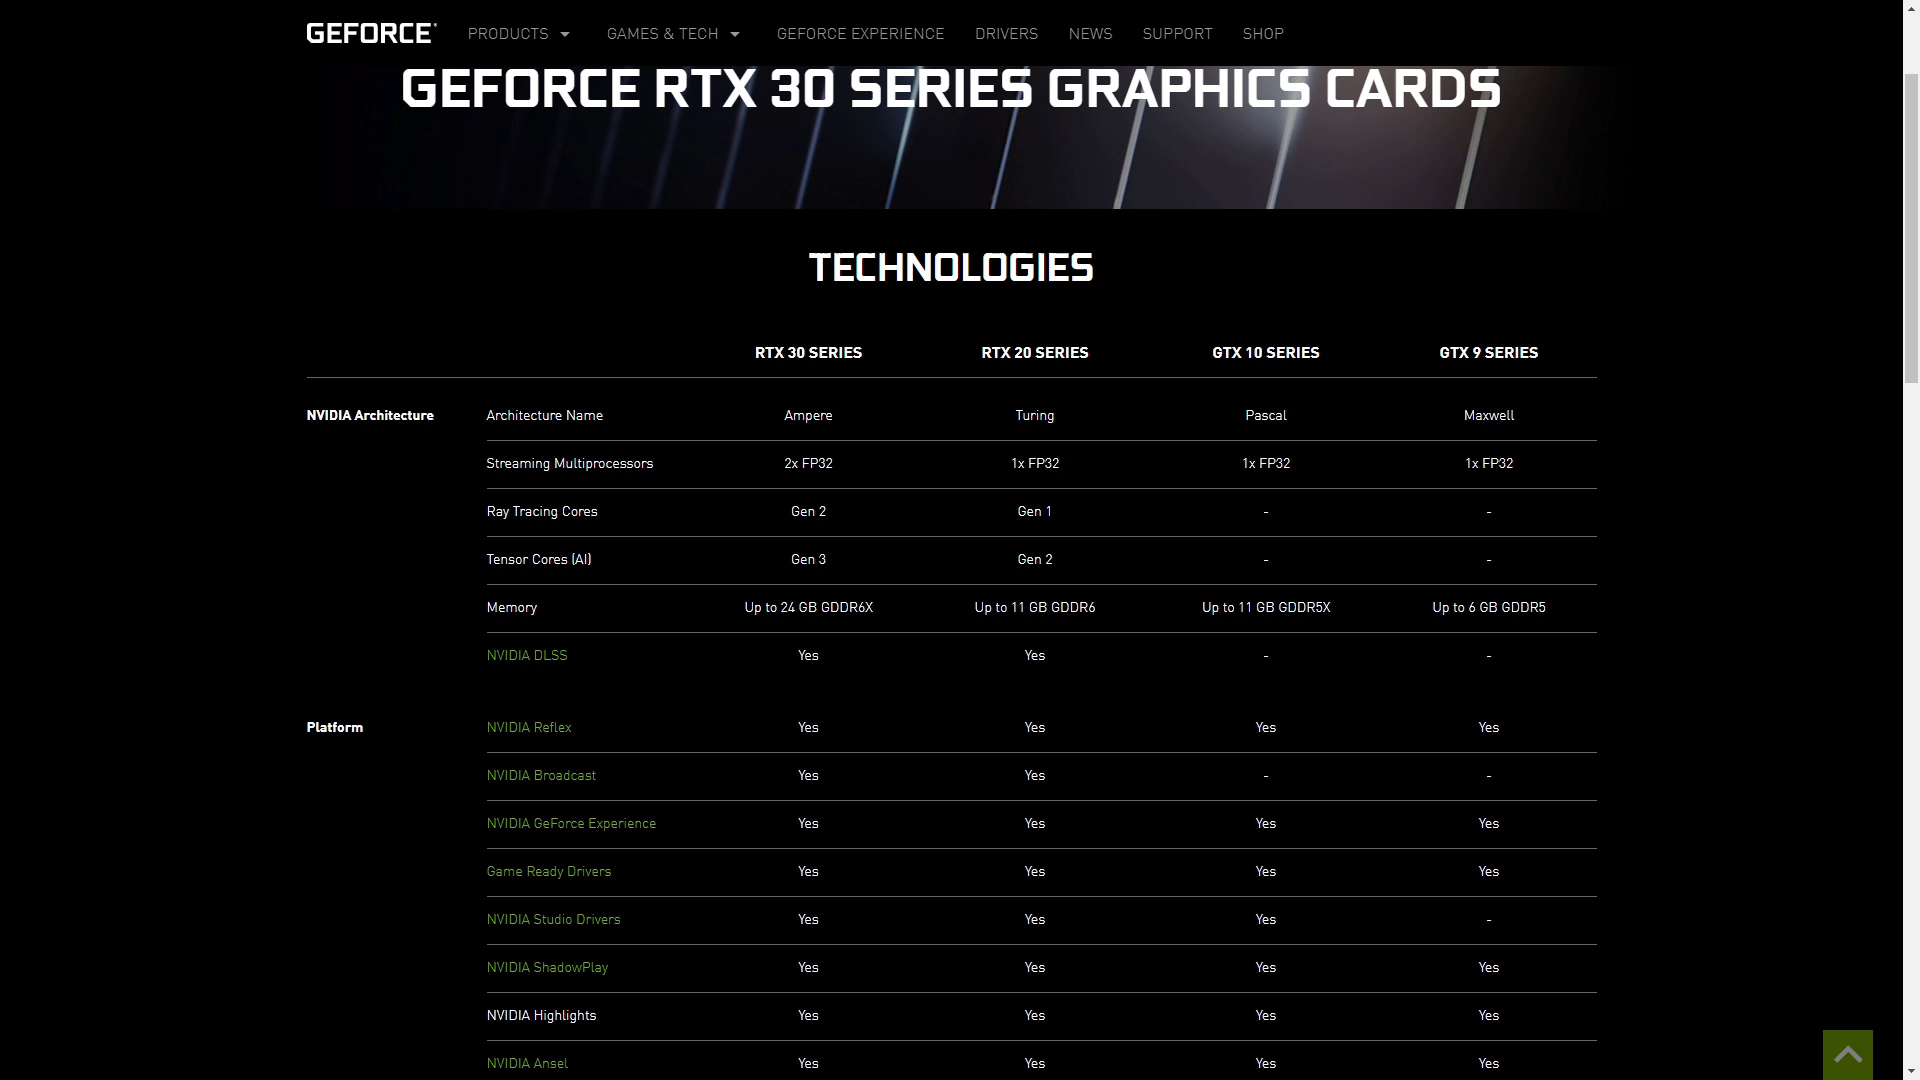 GEFORCE PRODUCTS GAMES & TECH GEFORCE EXPERIENCE DRIVERS NEWS SUPPORT SHOP
GEFORCE RTX 30 SERIES GRAPHICS CARDS
TECHNOLOGIES
RTX 30 SERIES RTX 20 SERIES GTX 10 SERIES GTX 9 SERIES
NVIDIA Architecture Architecture Name Ampere Turing Pascal Maxwell
Streaming Multiprocessors 2x FP32 1x FP32 1x FP32 1x FP32
Ray Tracing Cores Gen 2 Gen 1 - -
Tensor Cores (AI) Gen 3 Gen 2 - -
Memory Up to 24 GB GDDR6X Up to 11 GB GDDR6 Up to 11 GB GDDR5X Up to 6 GB GDDR5
NVIDIA DLSS Yes Yes - -
Platform NVIDIA Reflex Yes Yes Yes Yes
NVIDIA Broadcast Yes Yes - -
NVIDIA GeForce Experience Yes Yes Yes Yes
Game Ready Drivers Yes Yes Yes Yes
NVIDIA Studio Drivers Yes Yes Yes -
NVIDIA ShadowPlay Yes Yes Yes Yes
NVIDIA Highlights Yes Yes Yes Yes
NVIDIA Ansel Yes Yes Yes Yes